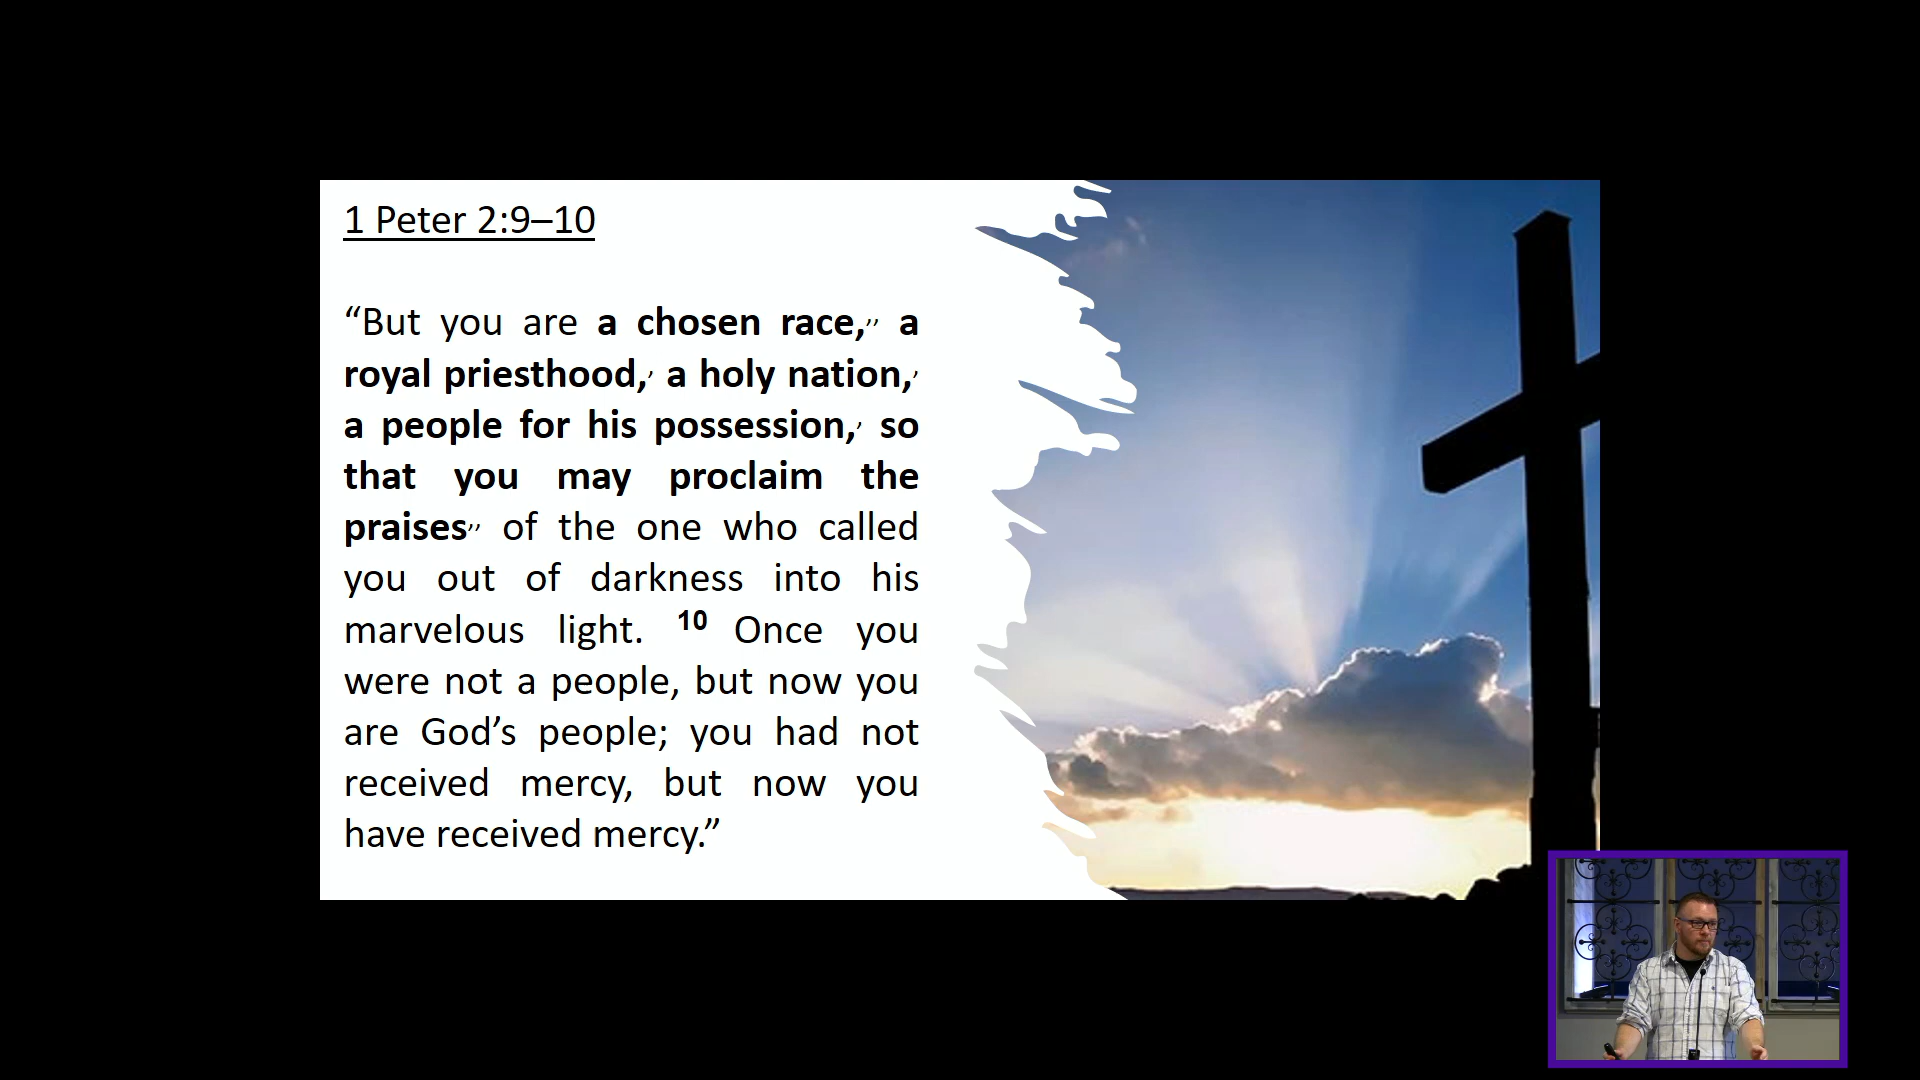 1 Peter 2:9–10
“But you are a chosen race,,, a
royal priesthood,, a holy nation,,
a people for his possession,, so
that you may proclaim the
praises,, of the one who called
you out of darkness into his
marvelous light. 10 Once you
were not a people, but now you
are God’s people; you had not
received mercy, but now you
have received mercy.”